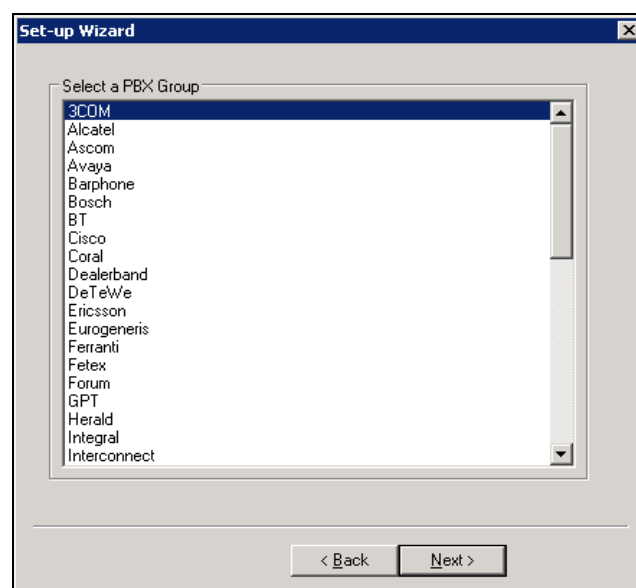 Set-up Wizard
Select a PBX Group
3COM
Alcatel
Ascom
Avaya
Barphone
Bosch
BT
Cisco
Coral
Dealerband
DeTeWe
Ericsson
Eurogeneris
Ferranti
Fetex
Forum
GPT
Herald
Integral
Interconnect
< Back Next >